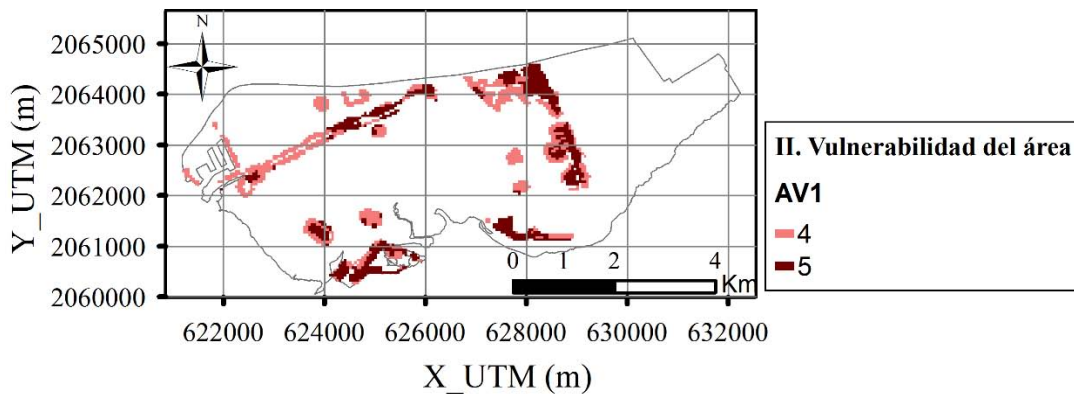 N
2065000
2064000
2063000
2062000
2061000
2060000
Y_UTM (m)
0 1 2 4
Km
622000 624000 626000 628000 630000 632000
X_UTM (m)
II. Vulnerabilidad del área
AV1
4
5